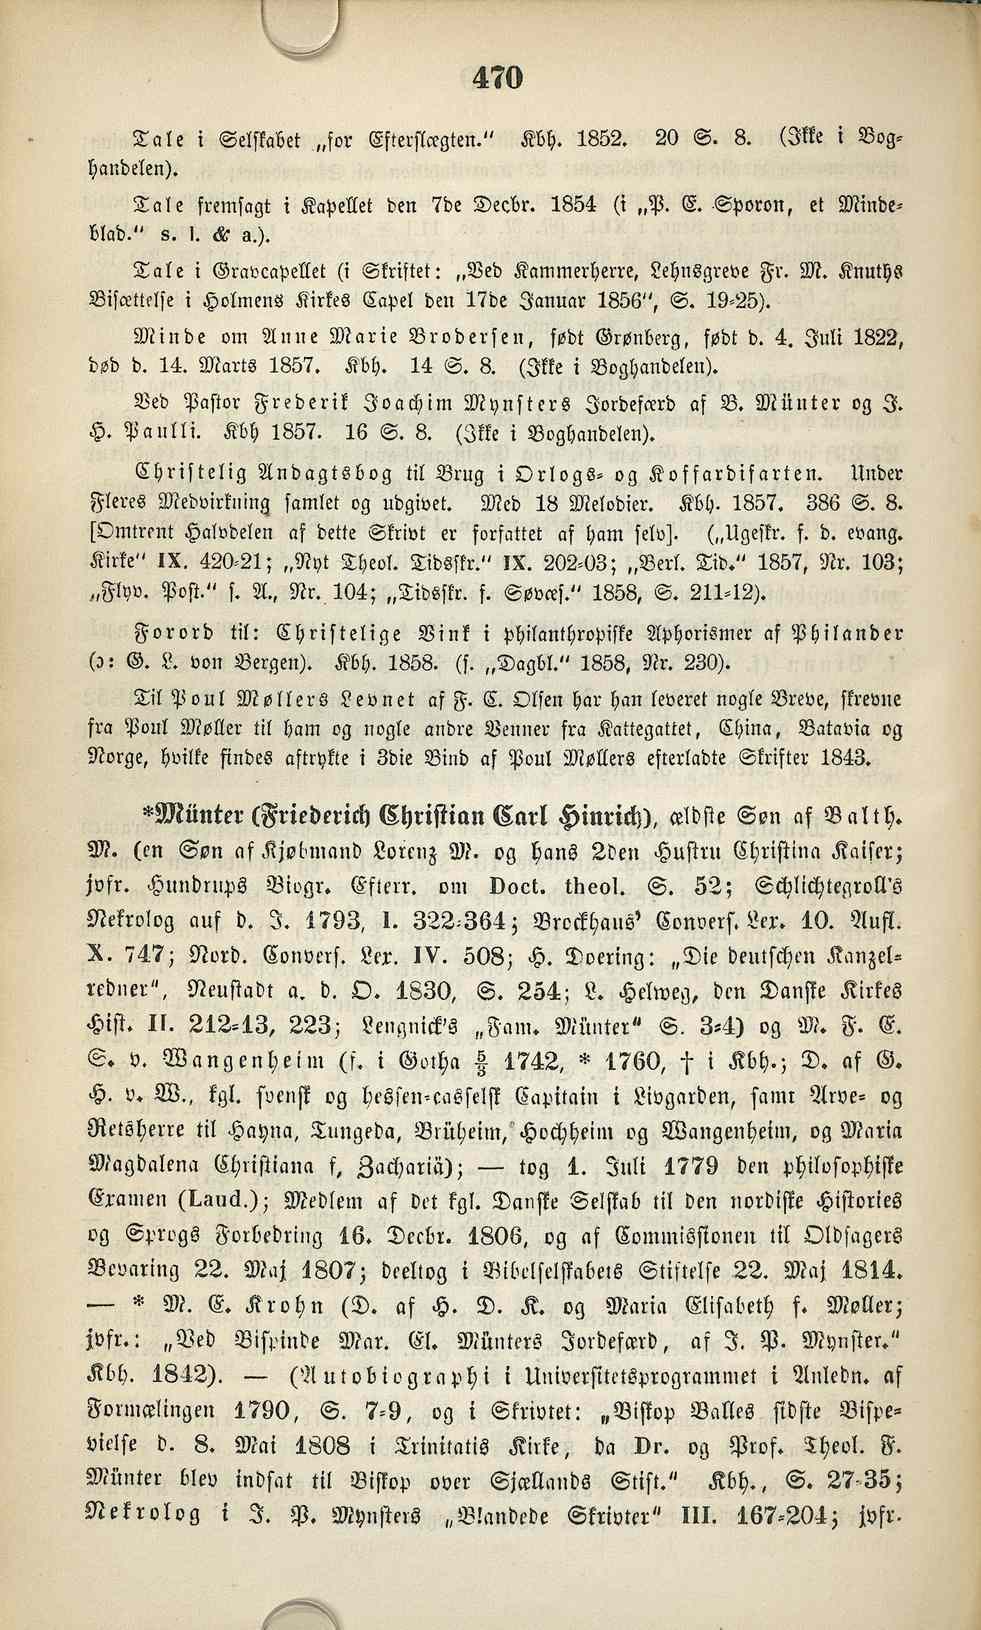 470
Tale i Selskabet „for Efterslægten.“ Kbh. 1852. 20 S. 8. (Ikke i Bog-
handelen).
Tale fremsagt i Kapellet den 7de Decbr. 1854 (i „P. E. Sporon, et Minde-
blad.“ s. l. & a.).
Tale i Gravcapellet (i Skriftet: „Ved Kammerherre, Lehnsgreve Fr. M. Knuths
Bisættelse i Holmens Kirkes Capel den 17de Januar 1856“, S. 19-25).
Minde om Anne Marie Brodersen, født Grønberg, født d. 4. Juli 1822,
død d. 14. Marts 1857. Kbh. 14 S. 8. (Ikke i Boghandelen).
Ved Pastor Frederik Joachim Mynsters Jordefærd af B. Münter og J.
H. Paulli. Kbh 1857. 16 S. 8. (Ikke i Boghandelen).
Christelig Andagtsbog til Brug i Orlogs- og Koffardifarten. Under
Fleres Medvirkning samlet og udgivet. Med 18 Melodier. Kbh. 1857. 386 S. 8.
[Omtrent Halvdelen af dette Skrivt er forfattet af ham selv]. („Ugeskr. f. d. evang.
Kirke“ IX. 420-21; „Nyt Theol. Tidsskr.“ IX. 202-03; „Berl. Tid.“ 1857, Nr. 103;
„Flyv. Post.“ s. A., Nr. 104; „Tidsskr. f. Søvæs.“ 1858, S. 211-12).
Forord til: Christelige Vink i philanthropiske Aphorismer af Philander
(ↄ: G. L. von Bergen). Kbh. 1858. (s. „Dagbl.“ 1858, Nr. 230).
Til Poul Møllers Levnet af F. C. Olsen har han leveret nogle Breve, skrevne
fra Poul Møller til ham og nogle andre Venner fra Kattegattet, China, Batavia og
Norge, hvilke findes aftrykte i 3die Bind af Poul Møllers efterladte Skrifter 1843.
*Münter (Friederich Christian Carl Hinrich), ældste Søn af Balth.
M. (en Søn af Kjøbmand Lorenz M. og hans 2den Hustru Christina Kaiser;
jvfr. Hundrups Biogr. Efterr. om Doct. theol. S. 52; Schlichtegroll's
Nekrolog auf d. J. 1793, I. 322-364; Brockhaus' Convers. Lex. 10. Aufl.
X. 747; Nord. Convers. Lex. IV. 508; H. Doering: „Die deutschen Kanzel-
redner“, Neustadt a. d. O. 1830, S. 254; L. Helweg, den Danske Kirkes
Hist. II. 212-13, 223; Lengnick's „Fam. Münter“ S. 3-4) og M. F. E.
S. v. Wangenheim (f. i Gotha 5/3 1742, * 1760, † i Kbh.; D. af G.
H. v. W., kgl. svensk og hessen-casselsk Capitain i Livgarden, samt Arve- og
Retsherre til Hayna, Tungeda, Brüheim, Hochheim og Wangenheim, og Maria
Magdalena Christiana f, Zachariä); — tog 1. Juli 1779 den philosophiske
Examen (Laud.); Medlem af det kgl. Danske Selskab til den nordiske Histories
og Sprogs Forbedring 16. Decbr. 1806, og af Commissionen til Oldsagers
Bevaring 22. Maj 1807; deeltog i Bibelselskabets Stiftelse 22. Maj 1814.
— * M. E. Krohn (D. af H. D. K. og Maria Elisabeth f. Møller;
jvfr.: „Ved Bispinde Mar. El. Münters Jordefærd, af J. P. Mynster.“
Kbh. 1842). — (Autobiographi i Universitetsprogrammet i Anledn. af
Formælingen 1790, S. 7-9, og i Skrivtet: „Biskop Balles sidste Bispe-
vielse d. 8. Mai 1808 i Trinitatis Kirke, da Dr. og Prof. Theol. F.
Münter blev indsat til Biskop over Sjællands Stift.“ Kbh., S. 27-35;
Nekrolog i J. P. Mynsters „Blandede Skrivter“ III. 167-204; jvfr.